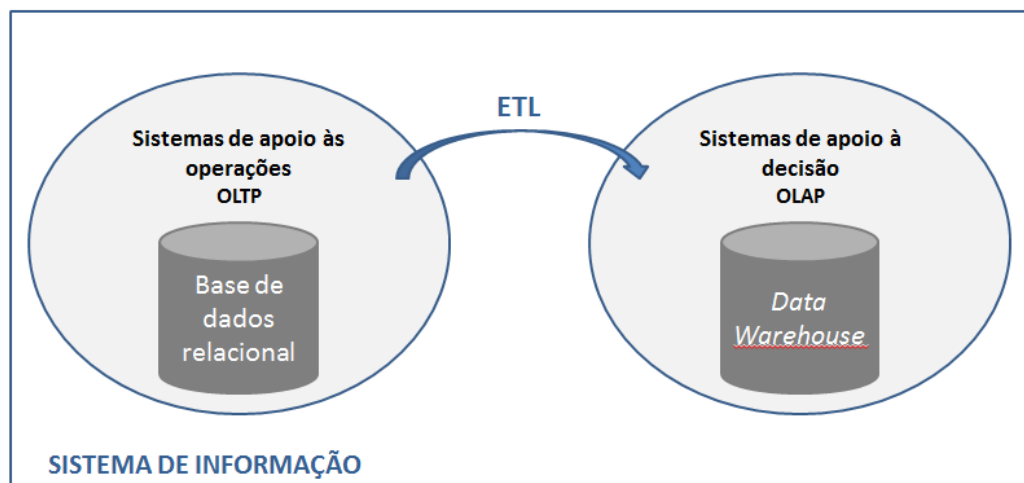 ETL
Sistemas de apoio às
operações
OLTP
Base de
dados
relacional
Sistemas de apoio à
decisão
OLAP
Data
Warehouse
SISTEMA DE INFORMAÇÃO